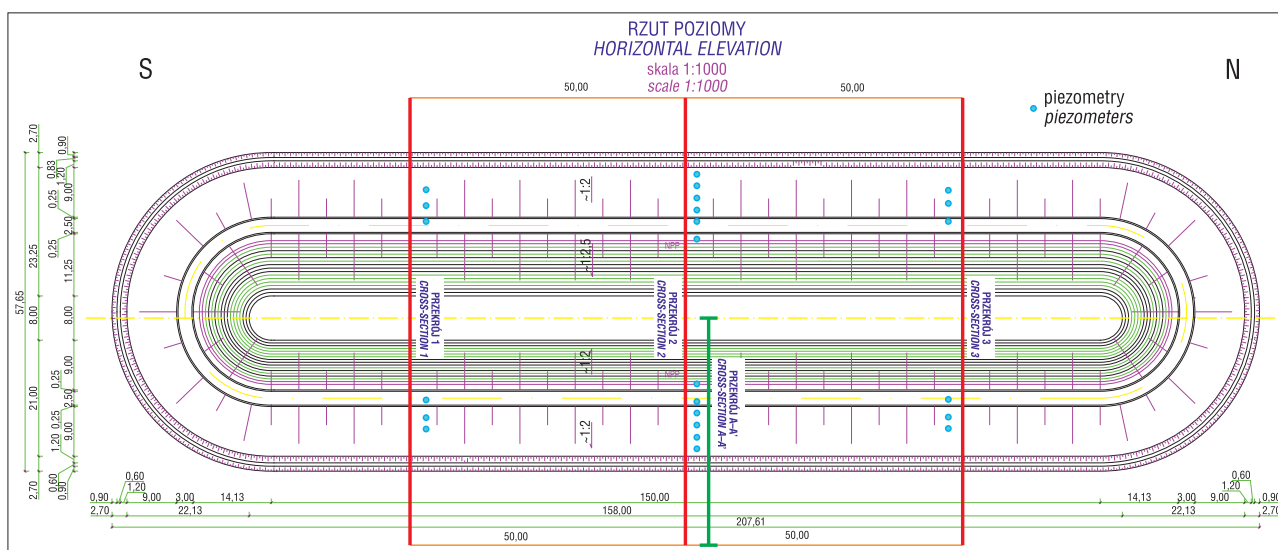 RZUT POZIOMY
HORIZONTAL ELEVATION
skala 1:1000
scale 1:1000
S
N
piezometry
piezometers
50,00
50,00
2,70
0,90
0,83
1,20
0,25
9,00
2,50
0,25
23,25
11,25
57,65
8,00
8,00
9,00
0,25
21,00
2,50
0,25
1,20
9,00
0,60
0,90
2,70
~1:2
~1:2,5
~1:2
~1:2
NPP
NPP
PRZEKRÓJ 1
CROSS-SECTION 1
PRZEKRÓJ 2
CROSS-SECTION 2
PRZEKRÓJ 3
CROSS-SECTION 3
PRZEKRÓJ A–A'
CROSS-SECTION A–A'
0,60
1,20
0,90
9,00
3,00
14,13
150,00
14,13
3,00
9,00
1,20
0,60
0,90
2,70
22,13
158,00
22,13
2,70
207,61
50,00
50,00